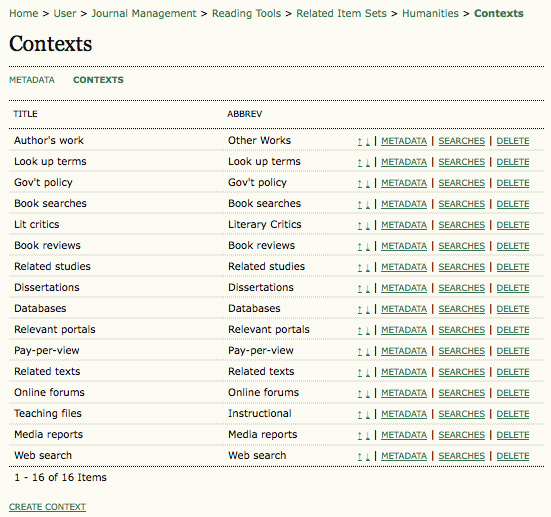 Home > User > Journal Management > Reading Tools > Related Item Sets > Humanities > Contexts
Contexts
METADATA CONTEXTS
TITLE ABBREV
Author's work Other Works ↑ ↓ | METADATA | SEARCHES | DELETE
Look up terms Look up terms ↑ ↓ | METADATA | SEARCHES | DELETE
Gov't policy Gov't policy ↑ ↓ | METADATA | SEARCHES | DELETE
Book searches Book searches ↑ ↓ | METADATA | SEARCHES | DELETE
Lit critics Literary Critics ↑ ↓ | METADATA | SEARCHES | DELETE
Book reviews Book reviews ↑ ↓ | METADATA | SEARCHES | DELETE
Related studies Related studies ↑ ↓ | METADATA | SEARCHES | DELETE
Dissertations Dissertations ↑ ↓ | METADATA | SEARCHES | DELETE
Databases Databases ↑ ↓ | METADATA | SEARCHES | DELETE
Relevant portals Relevant portals ↑ ↓ | METADATA | SEARCHES | DELETE
Pay-per-view Pay-per-view ↑ ↓ | METADATA | SEARCHES | DELETE
Related texts Related texts ↑ ↓ | METADATA | SEARCHES | DELETE
Online forums Online forums ↑ ↓ | METADATA | SEARCHES | DELETE
Teaching files Instructional ↑ ↓ | METADATA | SEARCHES | DELETE
Media reports Media reports ↑ ↓ | METADATA | SEARCHES | DELETE
Web search Web search ↑ ↓ | METADATA | SEARCHES | DELETE
1 - 16 of 16 Items
CREATE CONTEXT